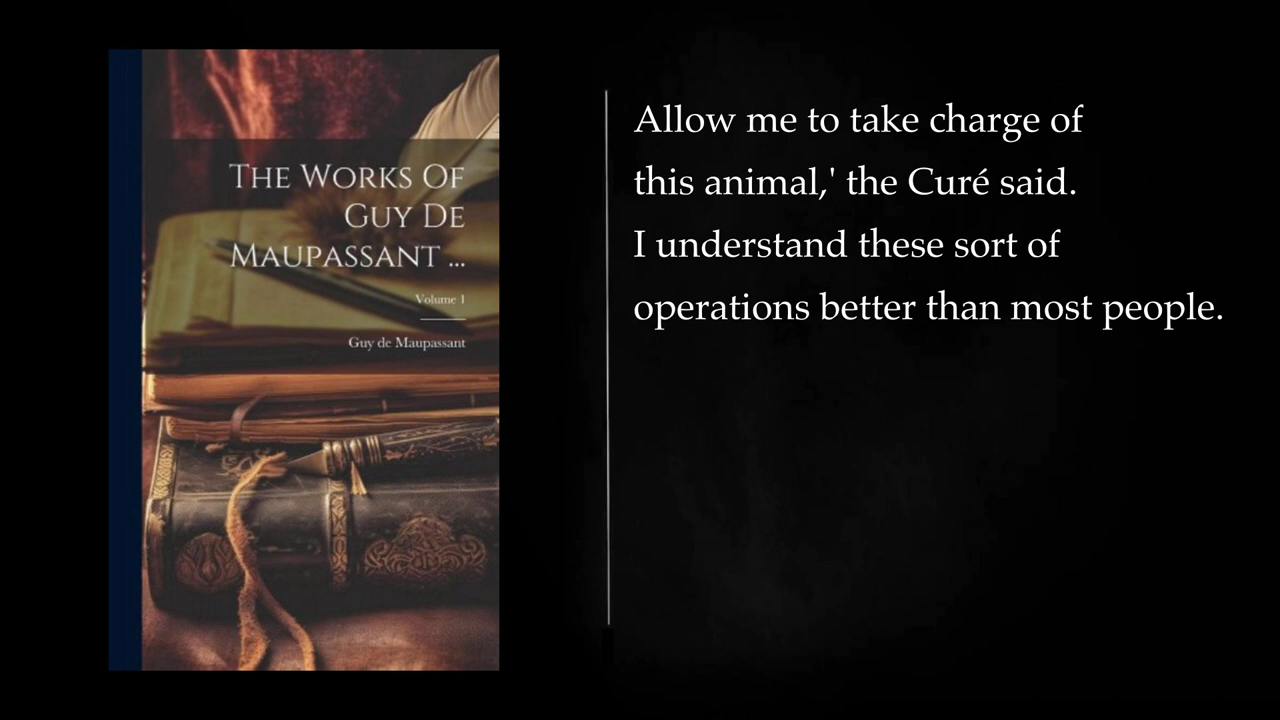 The Works Of
Guy De
Maupassant ...
Volume 1
Guy de Maupassant
Allow me to take charge of
this animal,' the Curé said.
I understand these sort of
operations better than most people.